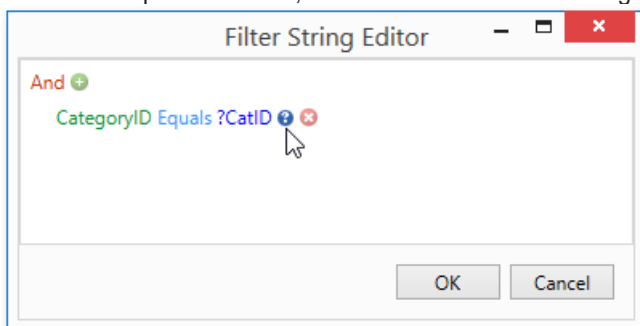 Filter String Editor
And
CategoryID Equals ?CatID
OK Cancel